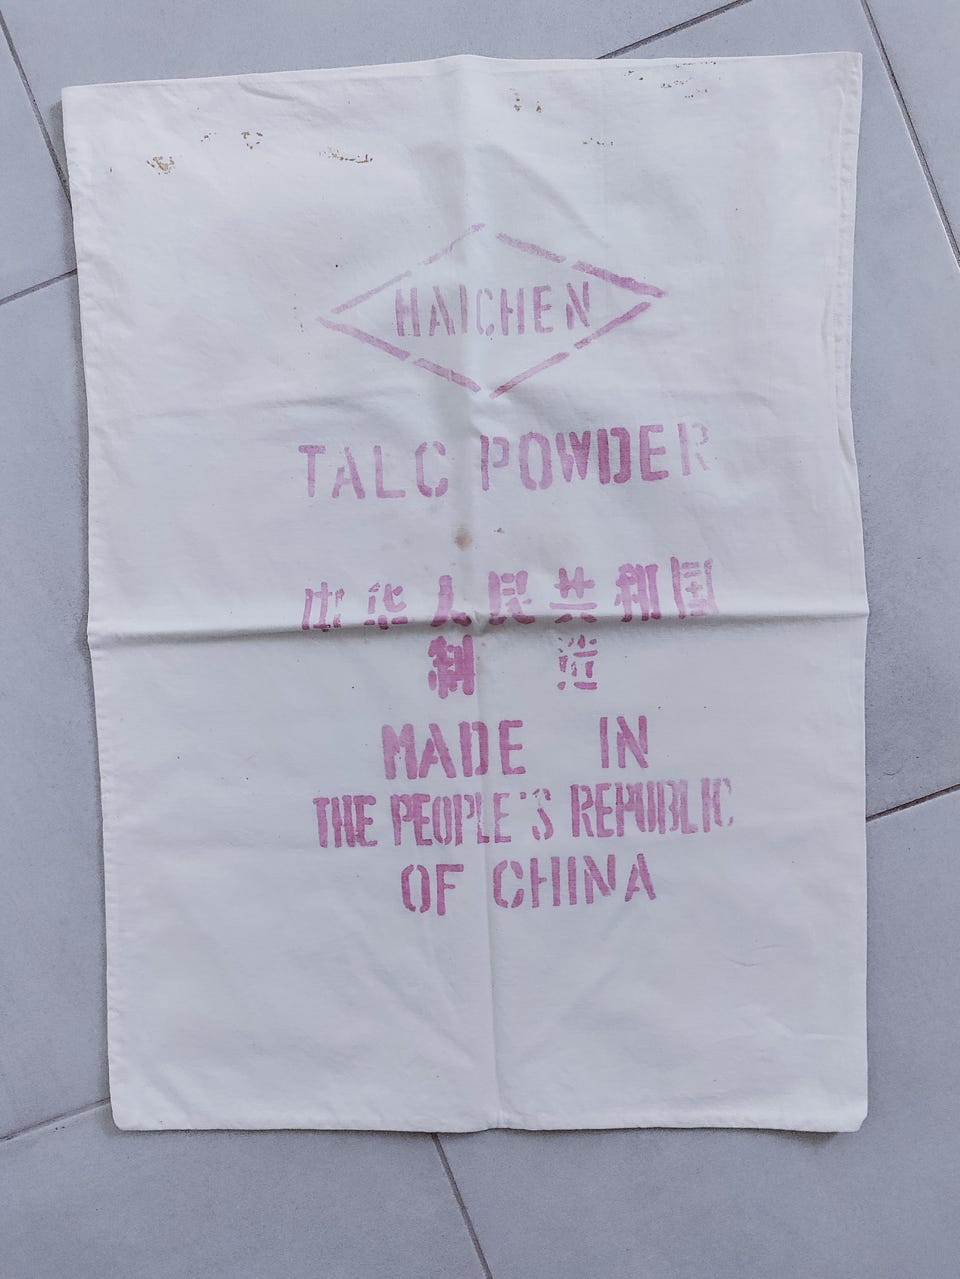 HAICHEN
TALC POWDER
中华人民共和国
制 造
MADE IN
THE PEOPLE'S REPUBLIC
OF CHINA